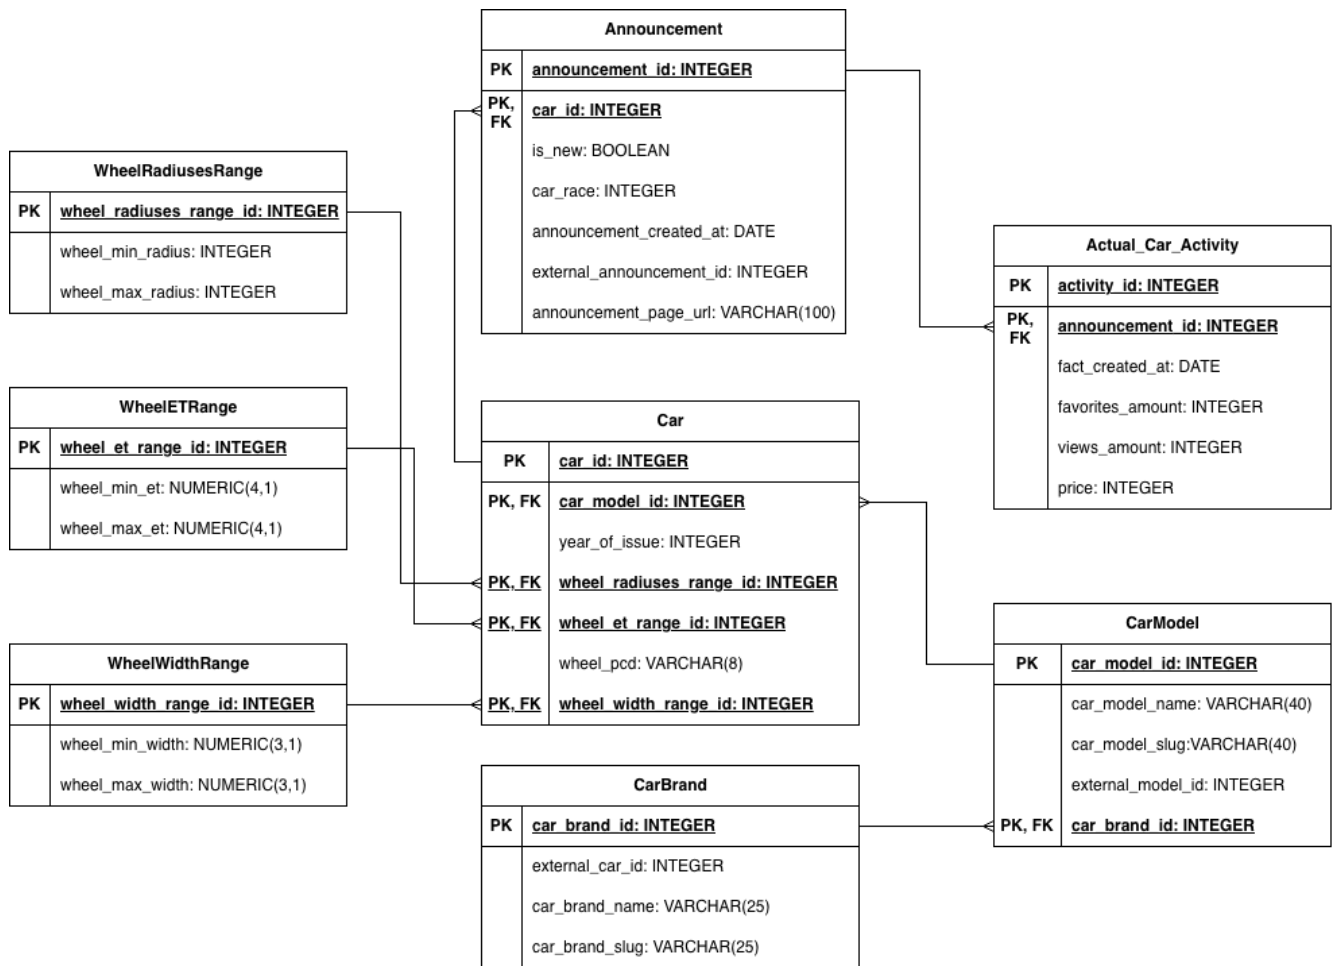 Announcement
PK announcement_id: INTEGER
PK, FK car_id: INTEGER
is_new: BOOLEAN
car_race: INTEGER
announcement_created_at: DATE
external_announcement_id: INTEGER
announcement_page_url: VARCHAR(100)
WheelRadiusesRange
PK wheel_radiuses_range_id: INTEGER
wheel_min_radius: INTEGER
wheel_max_radius: INTEGER
Actual_Car_Activity
PK activity_id: INTEGER
PK, FK announcement_id: INTEGER
fact_created_at: DATE
favorites_amount: INTEGER
views_amount: INTEGER
price: INTEGER
WheelETRange
PK wheel_et_range_id: INTEGER
wheel_min_et: NUMERIC(4,1)
wheel_max_et: NUMERIC(4,1)
Car
PK car_id: INTEGER
PK, FK car_model_id: INTEGER
year_of_issue: INTEGER
PK, FK wheel_radiuses_range_id: INTEGER
PK, FK wheel_et_range_id: INTEGER
wheel_pcd: VARCHAR(8)
PK, FK wheel_width_range_id: INTEGER
CarModel
PK car_model_id: INTEGER
car_model_name: VARCHAR(40)
car_model_slug:VARCHAR(40)
external_model_id: INTEGER
PK, FK car_brand_id: INTEGER
WheelWidthRange
PK wheel_width_range_id: INTEGER
wheel_min_width: NUMERIC(3,1)
wheel_max_width: NUMERIC(3,1)
CarBrand
PK car_brand_id: INTEGER
external_car_id: INTEGER
car_brand_name: VARCHAR(25)
car_brand_slug: VARCHAR(25)